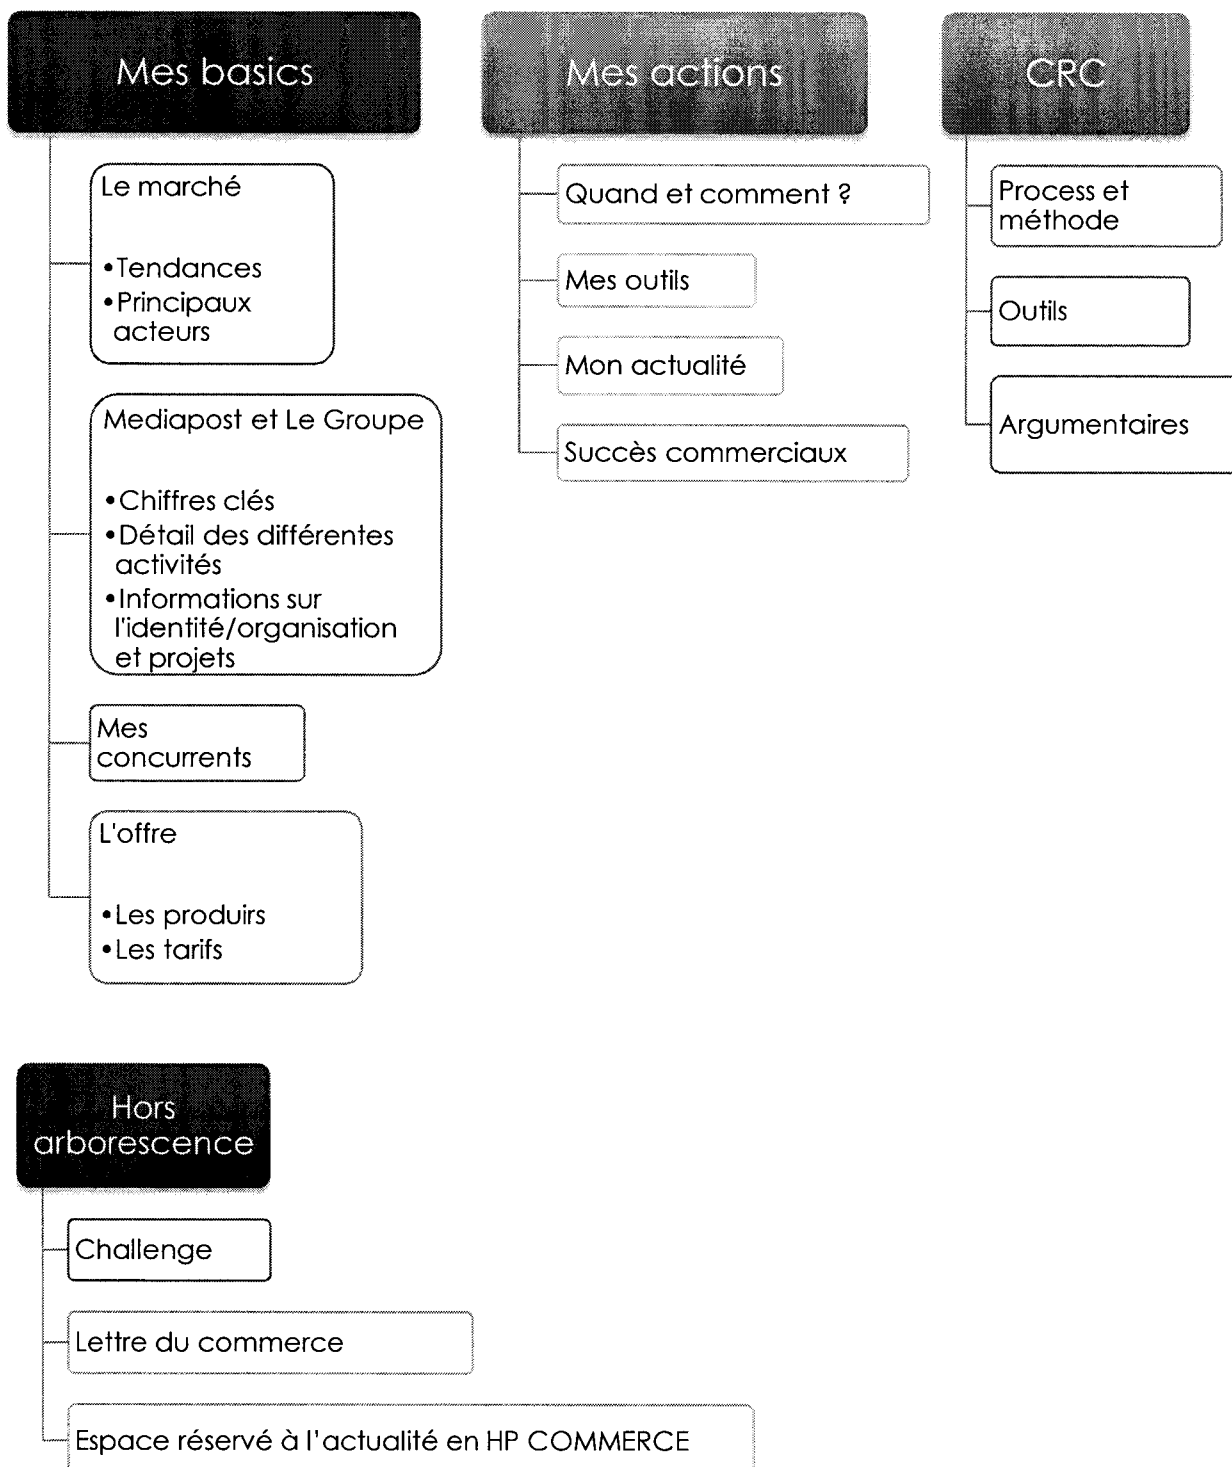 Mes basics
Le marché
•Tendances
•Principaux
acteurs
Mediapost et Le Groupe
•Chiffres clés
•Détail des différentes
activités
•Informations sur
l'identité/organisation
et projets
Mes
concurrents
L'offre
•Les produirs
•Les tarifs
Mes actions
Quand et comment ?
Mes outils
Mon actualité
Succès commerciaux
CRC
Process et
méthode
Outils
Argumentaires
Hors
arborescence
Challenge
Lettre du commerce
Espace réservé à l'actualité en HP COMMERCE